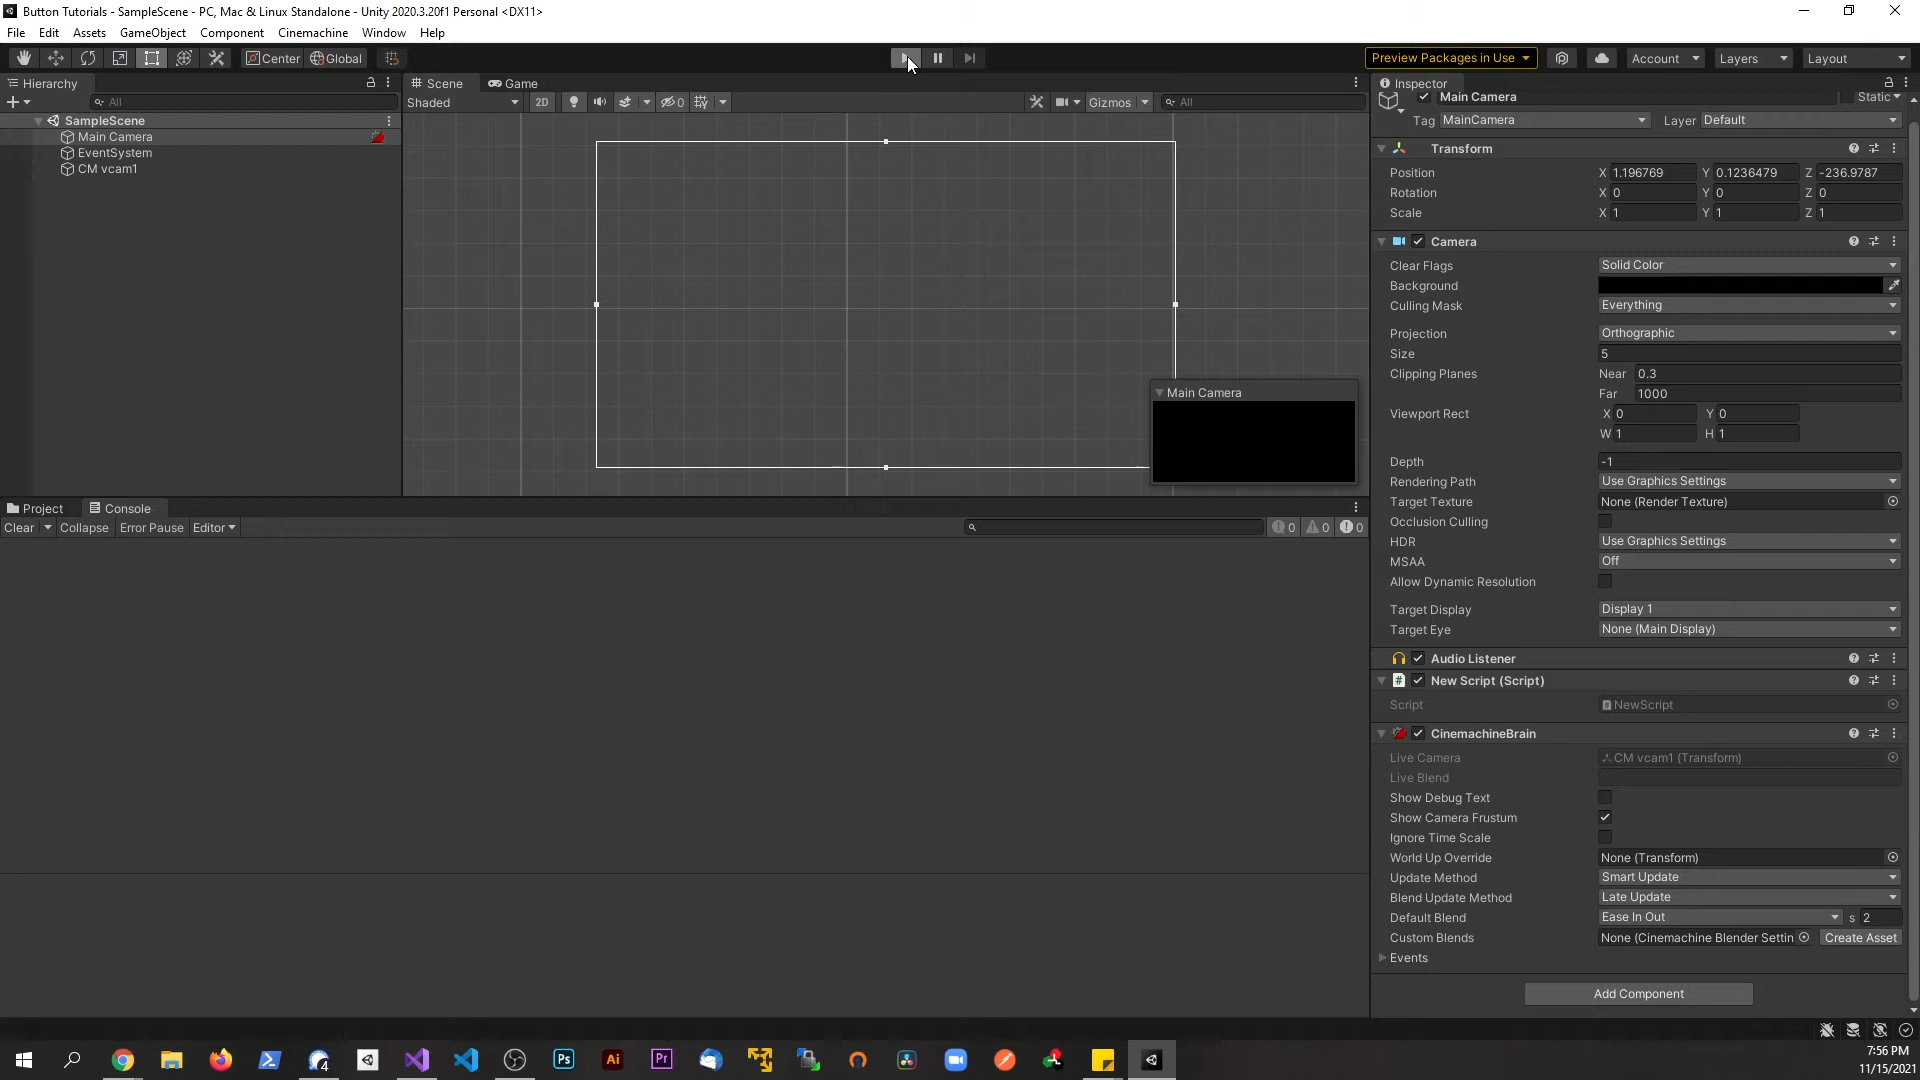 Button Tutorials - SampleScene - PC, Mac & Linux Standalone - Unity 2020.3.20f1 Personal <DX11>
File Edit Assets GameObject Component Cinemachine Window Help
Center Global Preview Packages in Use Account Layers Layout
Hierarchy
All
SampleScene
Main Camera
EventSystem
CM vcam1
Scene Game
Shaded 2D 0 Gizmos All
Main Camera
Project Console
Clear Collapse Error Pause Editor 0 0 0
Inspector
Main Camera Static
Tag MainCamera Layer Default
Transform
Position X 1.196769 Y 0.1236479 Z -236.9787
Rotation X 0 Y 0 Z 0
Scale X 1 Y 1 Z 1
Camera
Clear Flags Solid Color
Background
Culling Mask Everything
Projection Orthographic
Size 5
Clipping Planes Near 0.3
Far 1000
Viewport Rect X 0 Y 0
W 1 H 1
Depth -1
Rendering Path Use Graphics Settings
Target Texture None (Render Texture)
Occlusion Culling
HDR Use Graphics Settings
MSAA Off
Allow Dynamic Resolution
Target Display Display 1
Target Eye None (Main Display)
Audio Listener
# New Script (Script)
Script NewScript
CinemachineBrain
Live Camera CM vcam1 (Transform)
Live Blend
Show Debug Text
Show Camera Frustum
Ignore Time Scale
World Up Override None (Transform)
Update Method Smart Update
Blend Update Method Late Update
Default Blend Ease In Out s 2
Custom Blends None (Cinemachine Blender Settin Create Asset
Events
Add Component
4 Ps Ai Pr
7:56 PM
11/15/2021